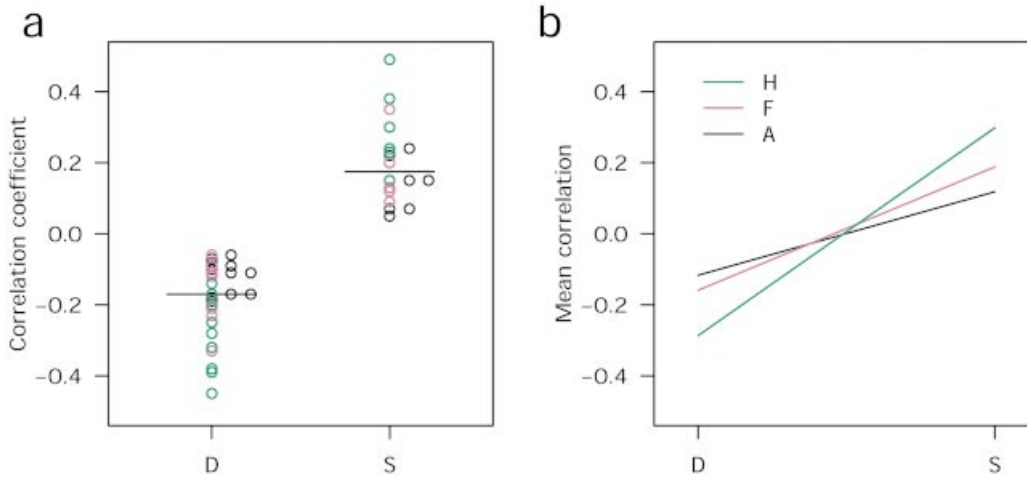 a
Correlation coefficient
0.4
0.2
0.0
−0.2
−0.4
D
S
b
Mean correlation
0.4
0.2
0.0
−0.2
−0.4
H
F
A
D
S